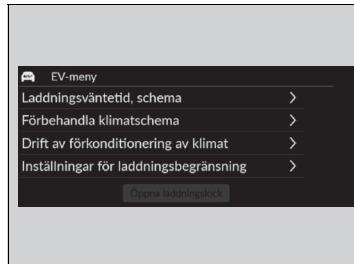 EV-meny
Laddningsväntetid, schema
Förbehandla klimatschema
Drift av förkonditionering av klimat
Inställningar för laddningsbegränsning
Öppna laddningslock